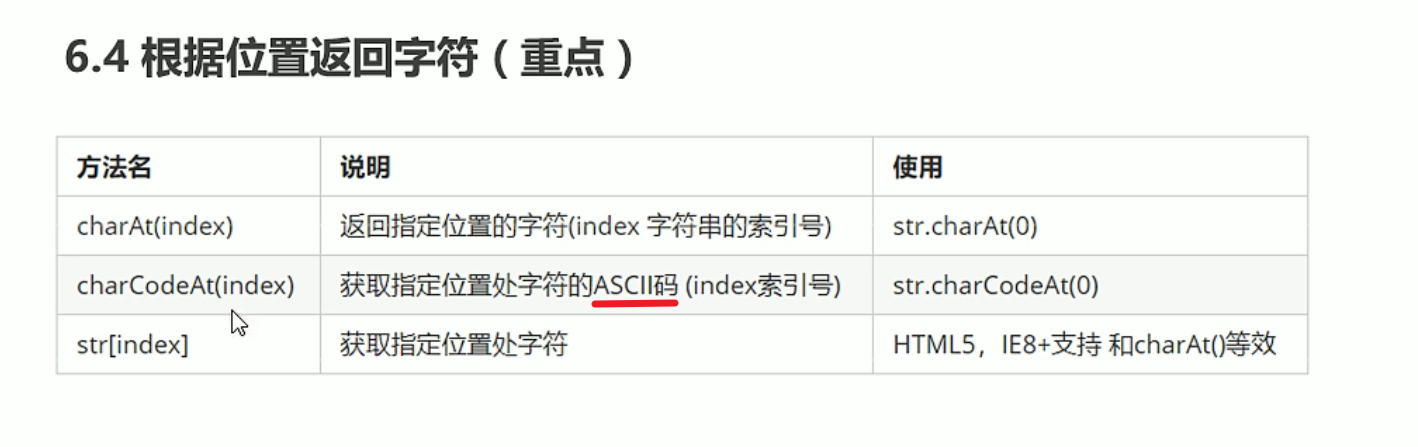 6.4 根据位置返回字符（重点）
方法名 说明 使用
charAt(index) 返回指定位置的字符(index 字符串的索引号) str.charAt(0)
charCodeAt(index) 获取指定位置处字符的ASCII码 (index索引号) str.charCodeAt(0)
str[index] 获取指定位置处字符 HTML5，IE8+支持 和charAt()等效